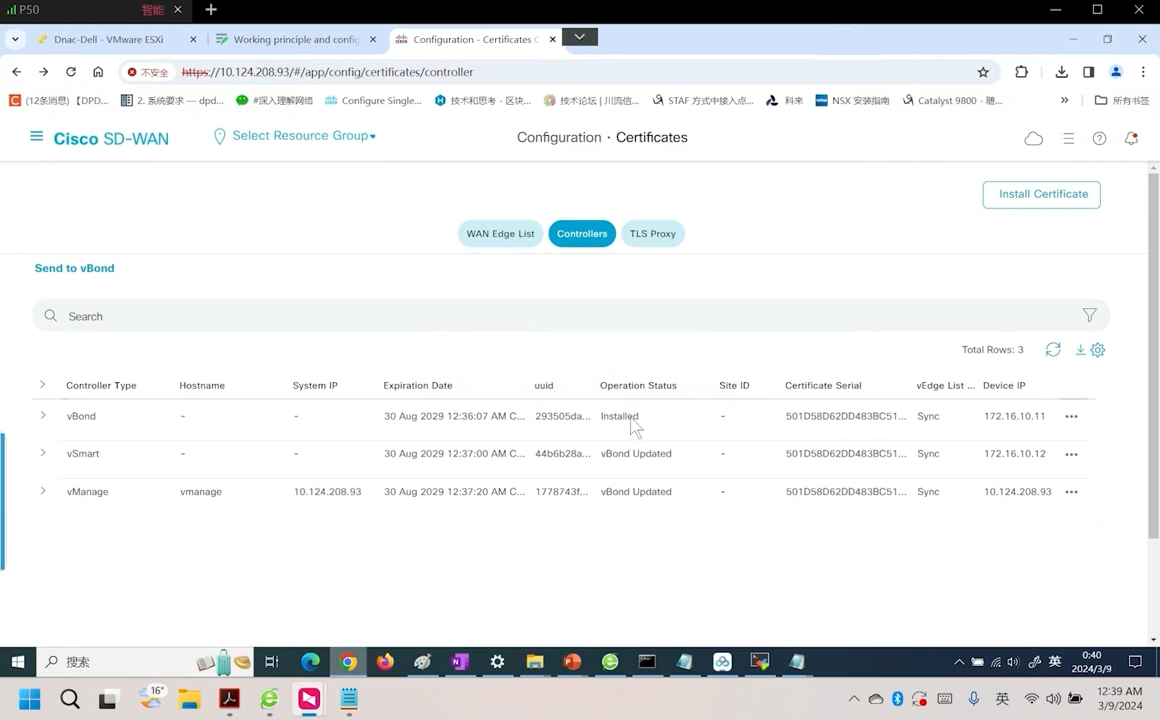 P50 智能
Dnac-Dell - VMware ESXi
Working principle and config
Configuration - Certificates C
不安全 https://10.124.208.93/#/app/config/certificates/controller
(12条消息)【DPD...
2. 系统要求 — dpd...
#深入理解网络
Configure Single...
技术和思考 - 区块...
技术论坛 | 川流信...
STAF 方式中接入点...
科来
NSX 安装指南
Catalyst 9800 - 随...
所有书签
Cisco SD-WAN
Select Resource Group
Configuration · Certificates
Install Certificate
WAN Edge List
Controllers
TLS Proxy
Send to vBond
Search
Total Rows: 3
Controller Type Hostname System IP Expiration Date uuid Operation Status Site ID Certificate Serial vEdge List ... Device IP
vBond - - 30 Aug 2029 12:36:07 AM C... 293505da... Installed - 501D58D62DD483BC51... Sync 172.16.10.11
vSmart - - 30 Aug 2029 12:37:00 AM C... 44b6b28a... vBond Updated - 501D58D62DD483BC51... Sync 172.16.10.12
vManage vmanage 10.124.208.93 30 Aug 2029 12:37:20 AM C... 1778743f... vBond Updated - 501D58D62DD483BC51... Sync 10.124.208.93
搜索
英
0:40
2024/3/9
16°
英
12:39 AM
3/9/2024